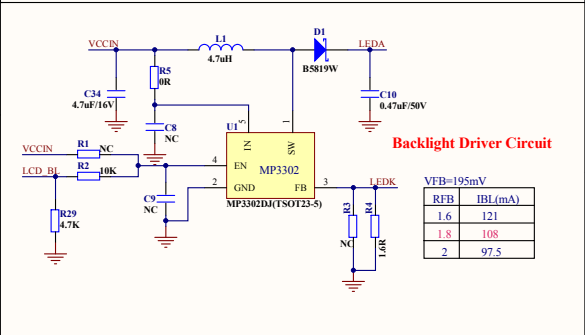 VCCIN
L1
4.7uH
D1
B5819W
LEDA
R5
0R
C34
4.7uF/16V
C10
0.47uF/50V
C8
NC
U1
5
1
IN
SW
MP3302
Backlight Driver Circuit
VCCIN
R1
NC
LCD_BL
R2
10K
4
EN
2
GND
FB
3
LEDK
MP3302DJ(TSOT23-5)
C9
NC
R29
4.7K
R3
NC
R4
1.6R
VFB=195mV
RFB IBL(mA)
1.6 121
1.8 108
2 97.5